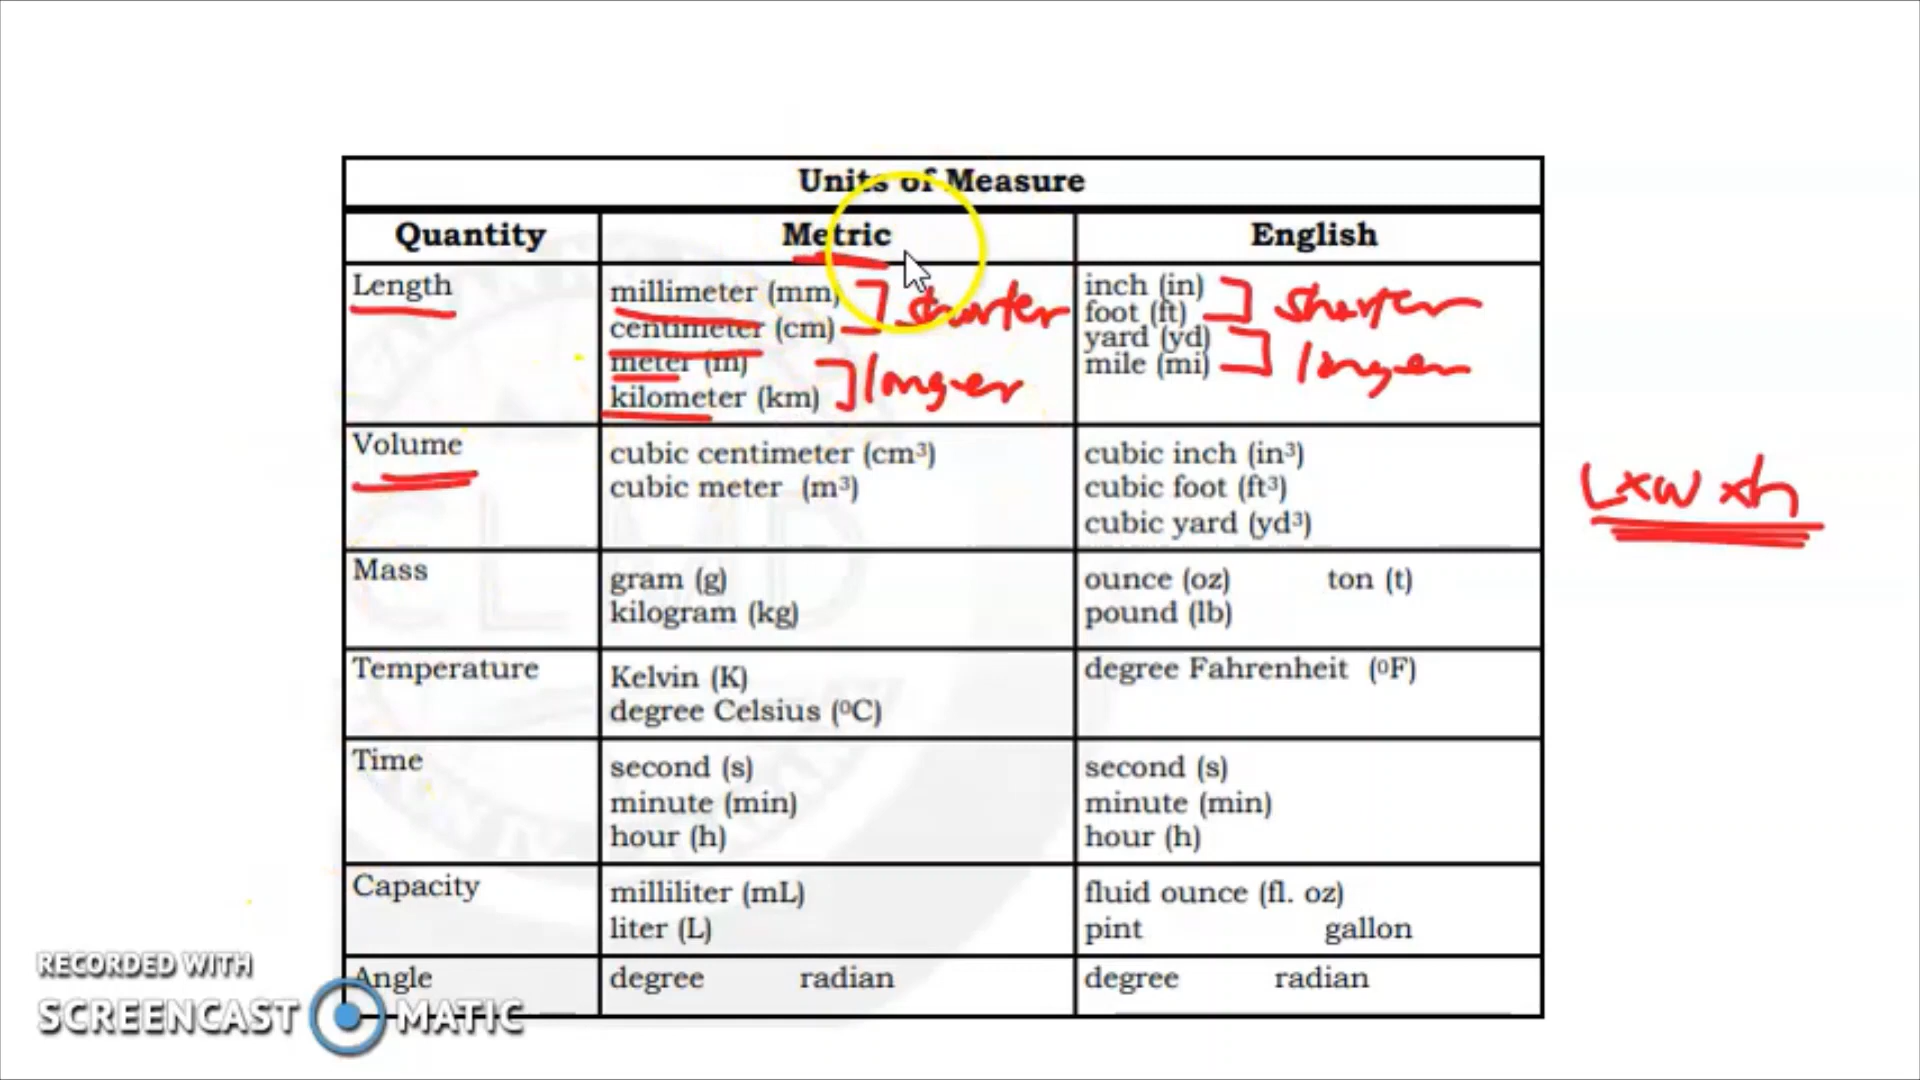 Units of Measure
Quantity Metric English
Length
millimeter (mm)
centimeter (cm)
meter (m)
kilometer (km)
shorter
longer
inch (in)
foot (ft)
yard (yd)
mile (mi)
shorter
longer
Volume
cubic centimeter (cm³)
cubic meter (m³)
cubic inch (in³)
cubic foot (ft³)
cubic yard (yd³)
L x w x h
Mass
gram (g)
kilogram (kg)
ounce (oz) ton (t)
pound (lb)
Temperature
Kelvin (K)
degree Celsius (⁰C)
degree Fahrenheit (⁰F)
Time
second (s)
minute (min)
hour (h)
second (s)
minute (min)
hour (h)
Capacity
milliliter (mL)
liter (L)
fluid ounce (fl. oz)
pint gallon
Angle
degree radian
degree radian
RECORDED WITH
SCREENCAST MATIC